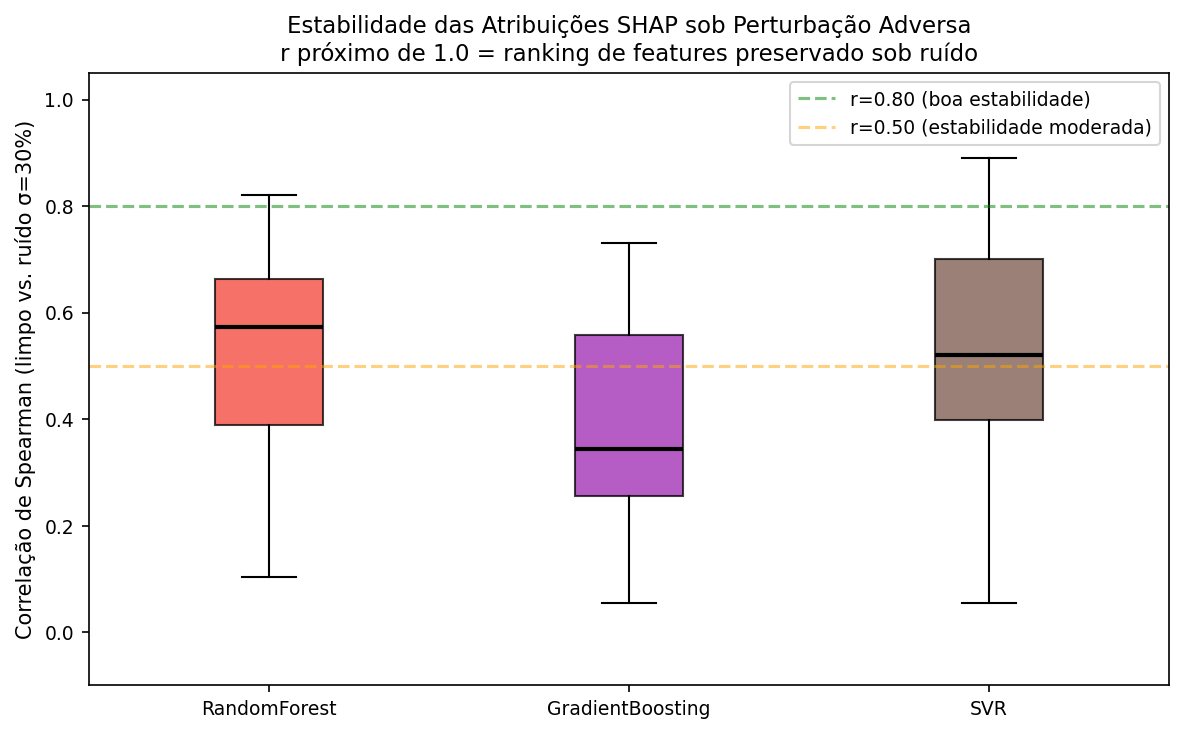 Estabilidade das Atribuições SHAP sob Perturbação Adversa
r próximo de 1.0 = ranking de features preservado sob ruído
r=0.80 (boa estabilidade)
r=0.50 (estabilidade moderada)
Correlação de Spearman (limpo vs. ruído σ=30%)
1.0
0.8
0.6
0.4
0.2
0.0
RandomForest
GradientBoosting
SVR